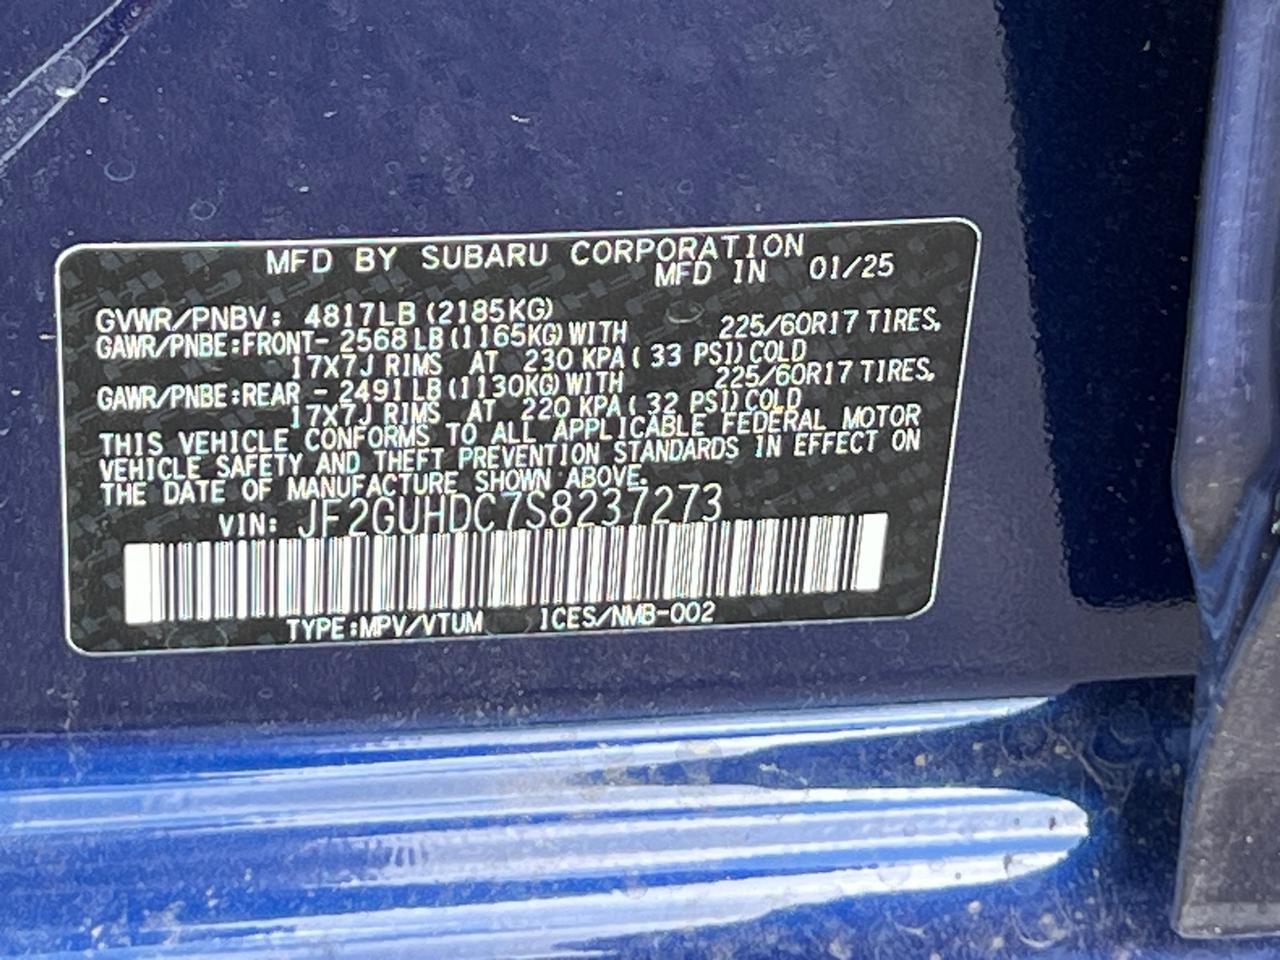 MFD BY SUBARU CORPORATION
MFD IN 01/25
GVWR/PNBV: 4817LB (2185KG)
GAWR/PNBE:FRONT- 2568 LB (1165KG) WITH 225/60R17 TIRES,
17X7J RIMS AT 230 KPA ( 33 PSI) COLD
GAWR/PNBE:REAR - 2491 LB (1130KG) WITH 225/60R17 TIRES,
17X7J RIMS AT 220 KPA ( 32 PSI) COLD
THIS VEHICLE CONFORMS TO ALL APPLICABLE FEDERAL MOTOR
VEHICLE SAFETY AND THEFT PREVENTION STANDARDS IN EFFECT ON
THE DATE OF MANUFACTURE SHOWN ABOVE.
VIN: JF2GUHDC7S8237273
TYPE:MPV/VTUM ICES/NMB-002